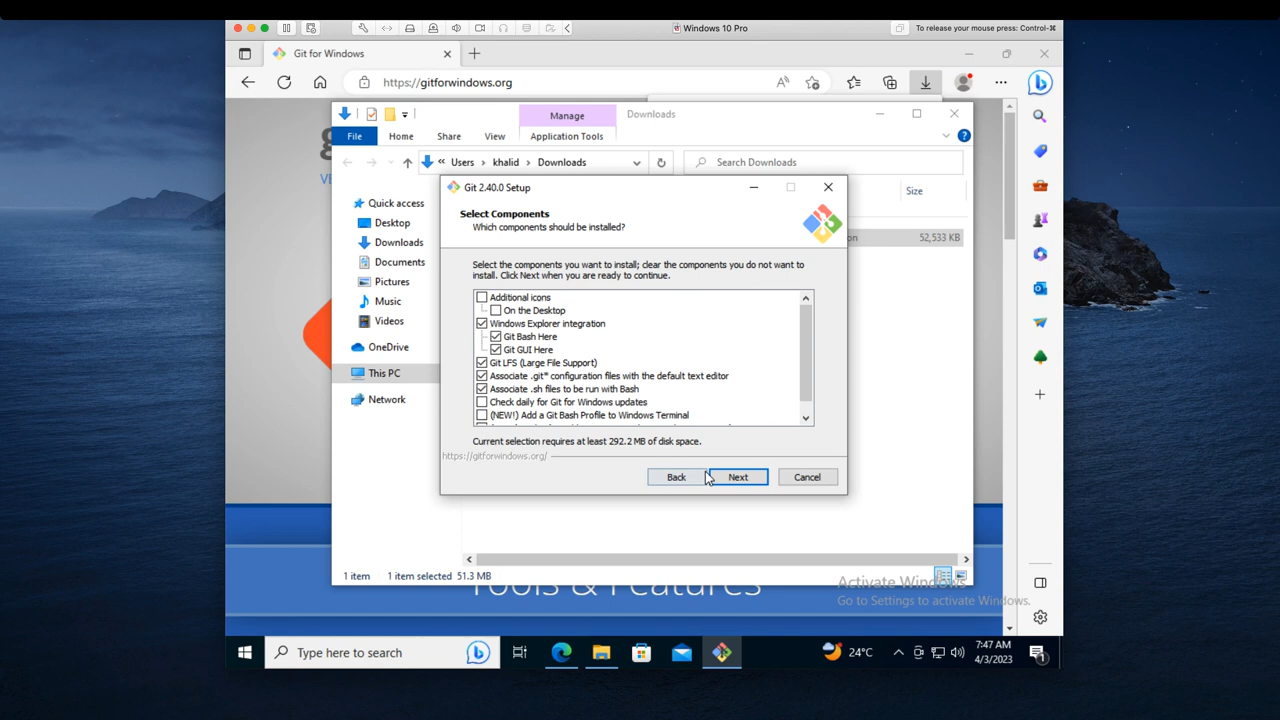 Windows 10 Pro
To release your mouse press: Control-⌘
Git for Windows
https://gitforwindows.org
Manage
Downloads
File
Home
Share
View
Application Tools
« Users > khalid > Downloads
Search Downloads
Size
52,533 KB
Quick access
Desktop
Downloads
Documents
Pictures
Music
Videos
OneDrive
This PC
Network
Git 2.40.0 Setup
Select Components
Which components should be installed?
Select the components you want to install; clear the components you do not want to
install. Click Next when you are ready to continue.
Additional icons
On the Desktop
Windows Explorer integration
Git Bash Here
Git GUI Here
Git LFS (Large File Support)
Associate .git* configuration files with the default text editor
Associate .sh files to be run with Bash
Check daily for Git for Windows updates
(NEW!) Add a Git Bash Profile to Windows Terminal
Current selection requires at least 292.2 MB of disk space.
https://gitforwindows.org/
Back
Next
Cancel
1 item
1 item selected 51.3 MB
Tools & Features
Activate Windows
Go to Settings to activate Windows.
Type here to search
24°C
7:47 AM
4/3/2023
1